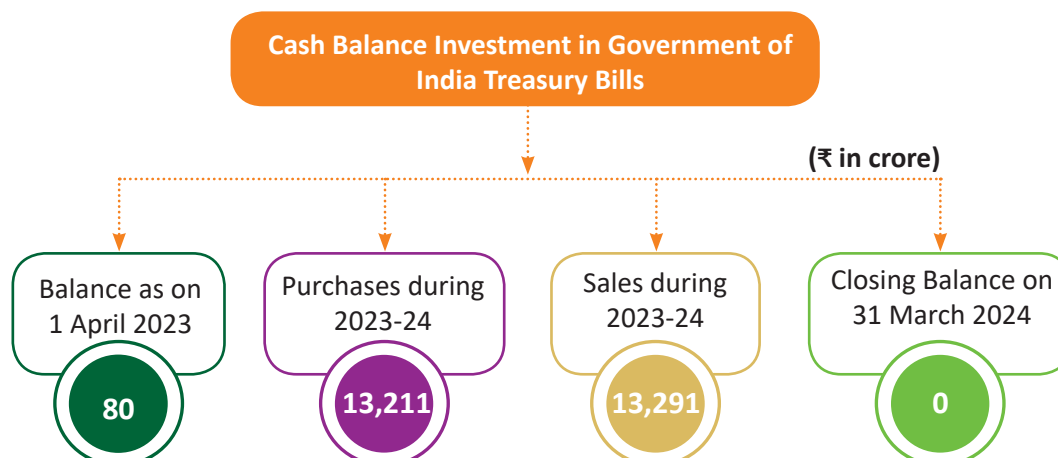 Cash Balance Investment in Government of
India Treasury Bills
(₹ in crore)
Balance as on
1 April 2023
80
Purchases during
2023-24
13,211
Sales during
2023-24
13,291
Closing Balance on
31 March 2024
0